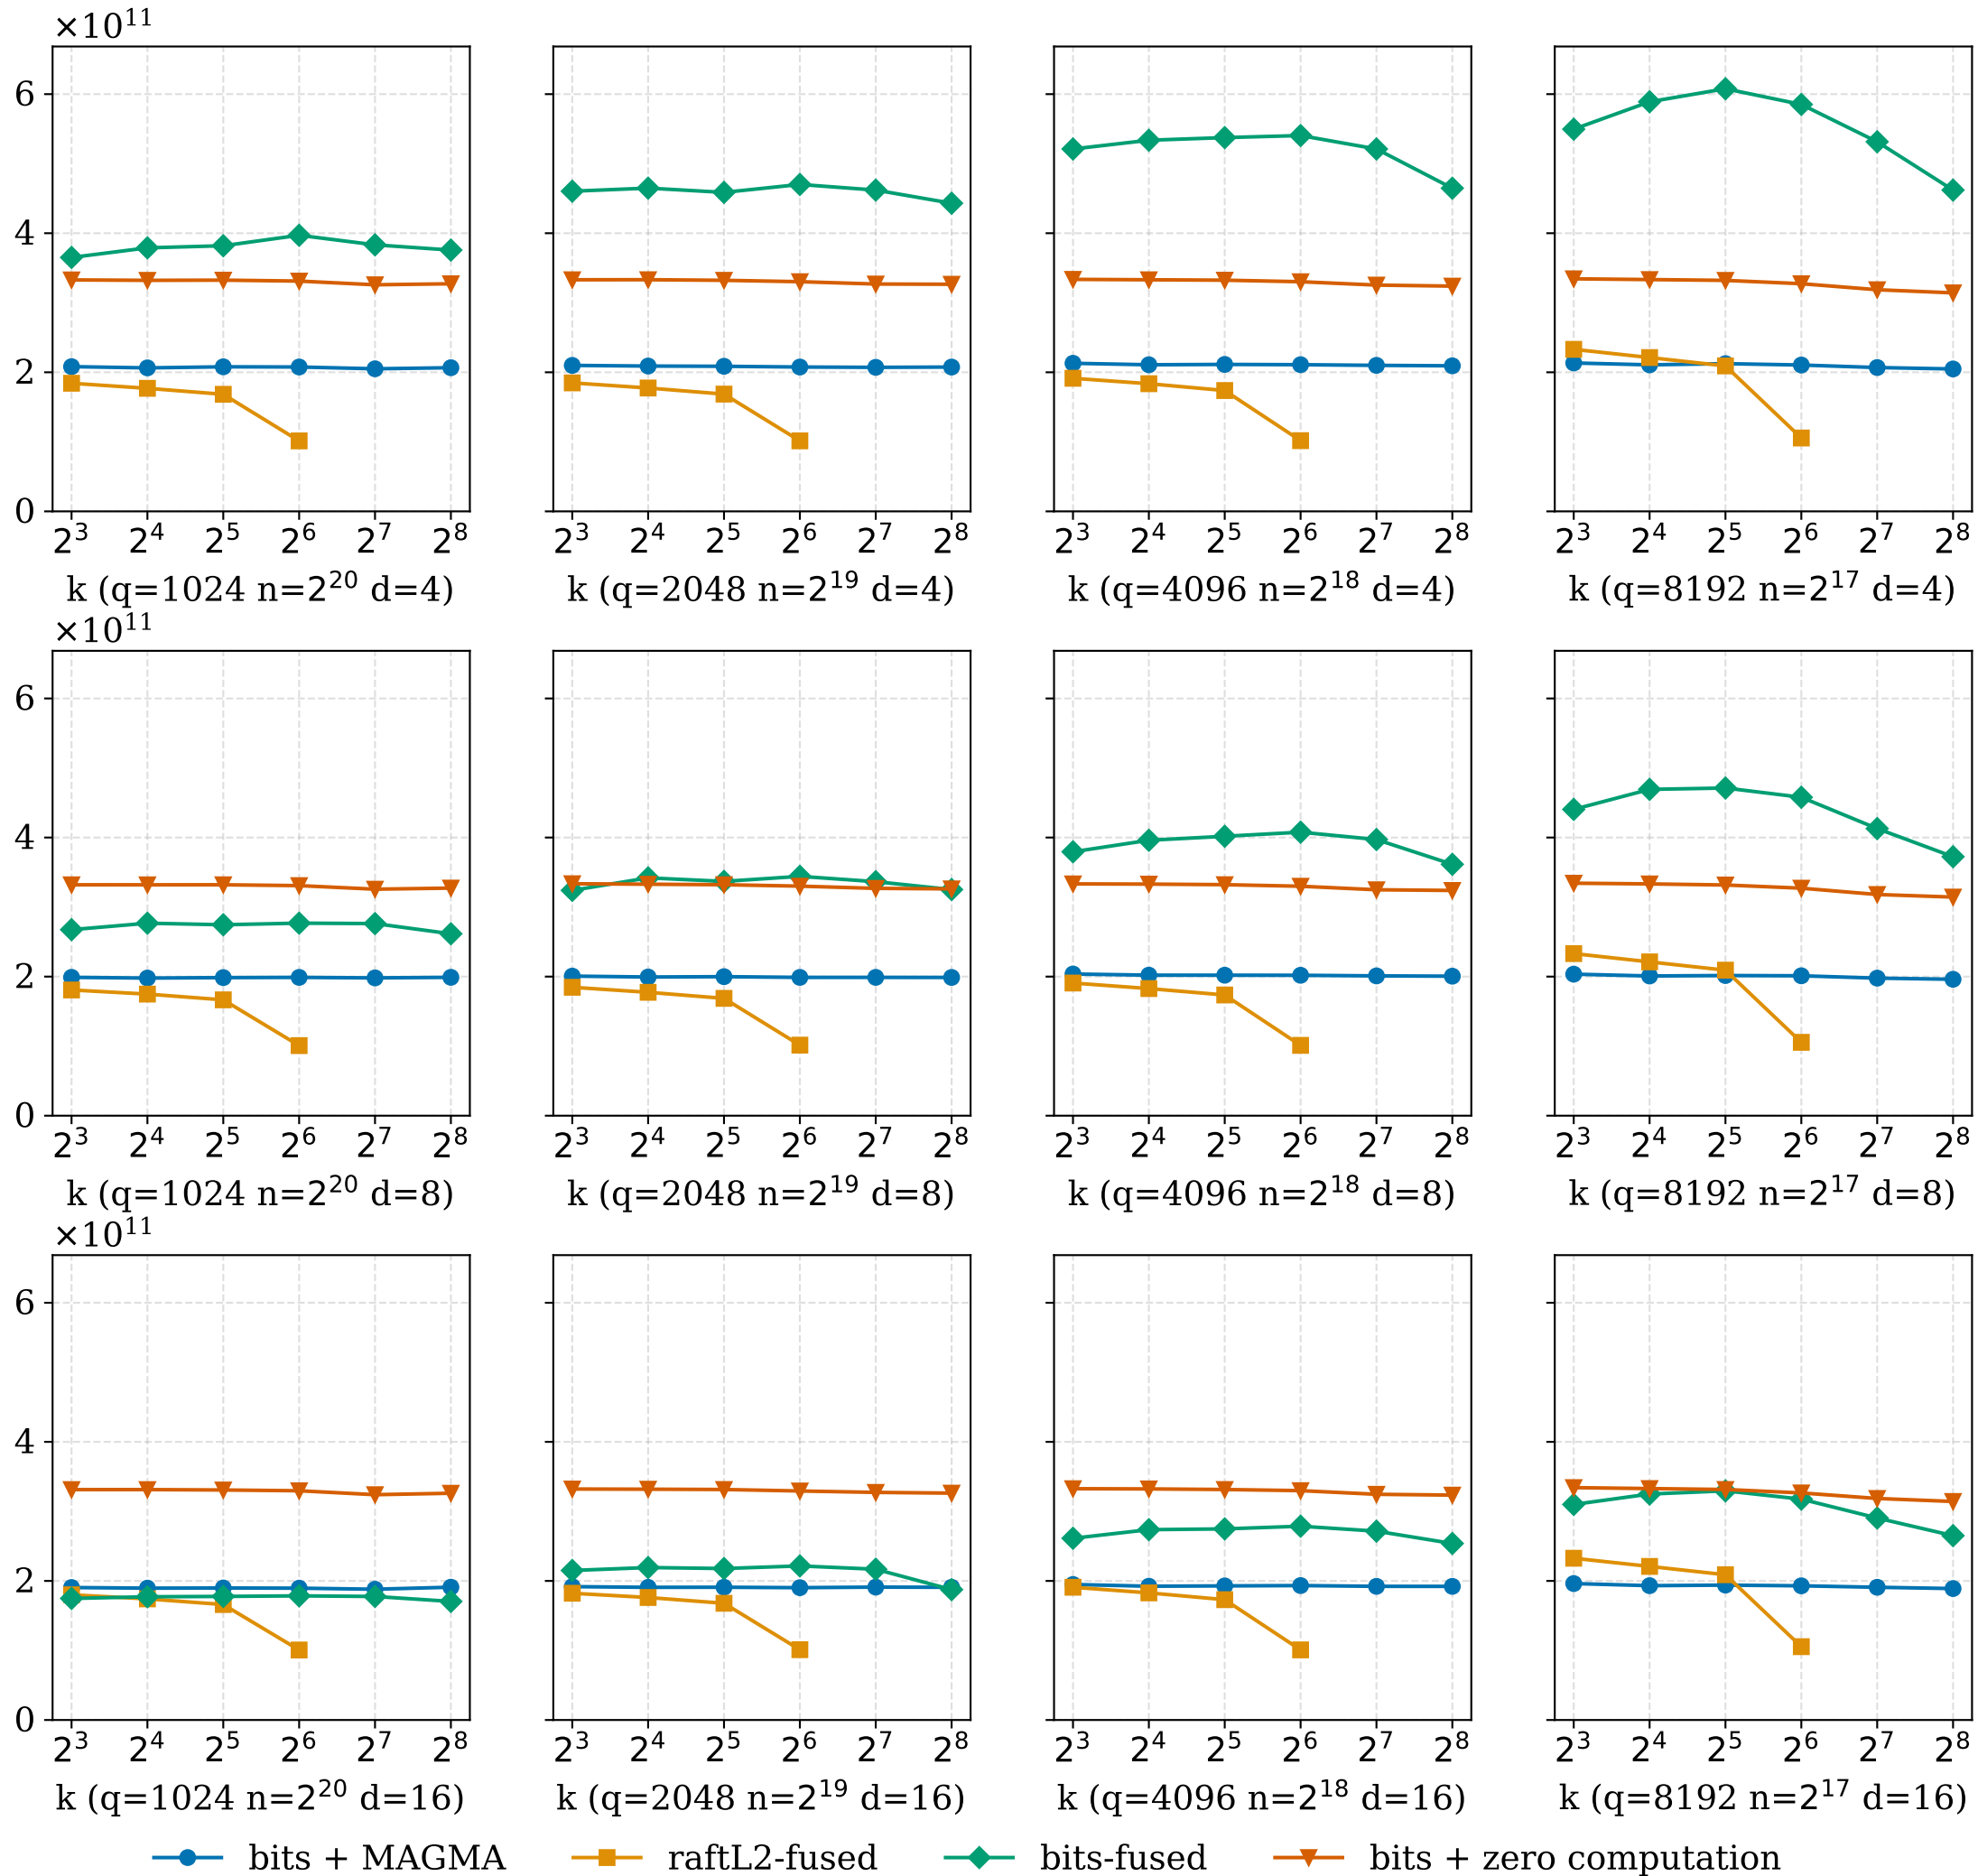 ×10¹¹
6
4
2
0
2³ 2⁴ 2⁵ 2⁶ 2⁷ 2⁸ 2³ 2⁴ 2⁵ 2⁶ 2⁷ 2⁸ 2³ 2⁴ 2⁵ 2⁶ 2⁷ 2⁸ 2³ 2⁴ 2⁵ 2⁶ 2⁷ 2⁸
k (q=1024 n=2²⁰ d=4) k (q=2048 n=2¹⁹ d=4) k (q=4096 n=2¹⁸ d=4) k (q=8192 n=2¹⁷ d=4)
×10¹¹
6
4
2
0
2³ 2⁴ 2⁵ 2⁶ 2⁷ 2⁸ 2³ 2⁴ 2⁵ 2⁶ 2⁷ 2⁸ 2³ 2⁴ 2⁵ 2⁶ 2⁷ 2⁸ 2³ 2⁴ 2⁵ 2⁶ 2⁷ 2⁸
k (q=1024 n=2²⁰ d=8) k (q=2048 n=2¹⁹ d=8) k (q=4096 n=2¹⁸ d=8) k (q=8192 n=2¹⁷ d=8)
×10¹¹
6
4
2
0
2³ 2⁴ 2⁵ 2⁶ 2⁷ 2⁸ 2³ 2⁴ 2⁵ 2⁶ 2⁷ 2⁸ 2³ 2⁴ 2⁵ 2⁶ 2⁷ 2⁸ 2³ 2⁴ 2⁵ 2⁶ 2⁷ 2⁸
k (q=1024 n=2²⁰ d=16) k (q=2048 n=2¹⁹ d=16) k (q=4096 n=2¹⁸ d=16) k (q=8192 n=2¹⁷ d=16)
bits + MAGMA raftL2-fused bits-fused bits + zero computation